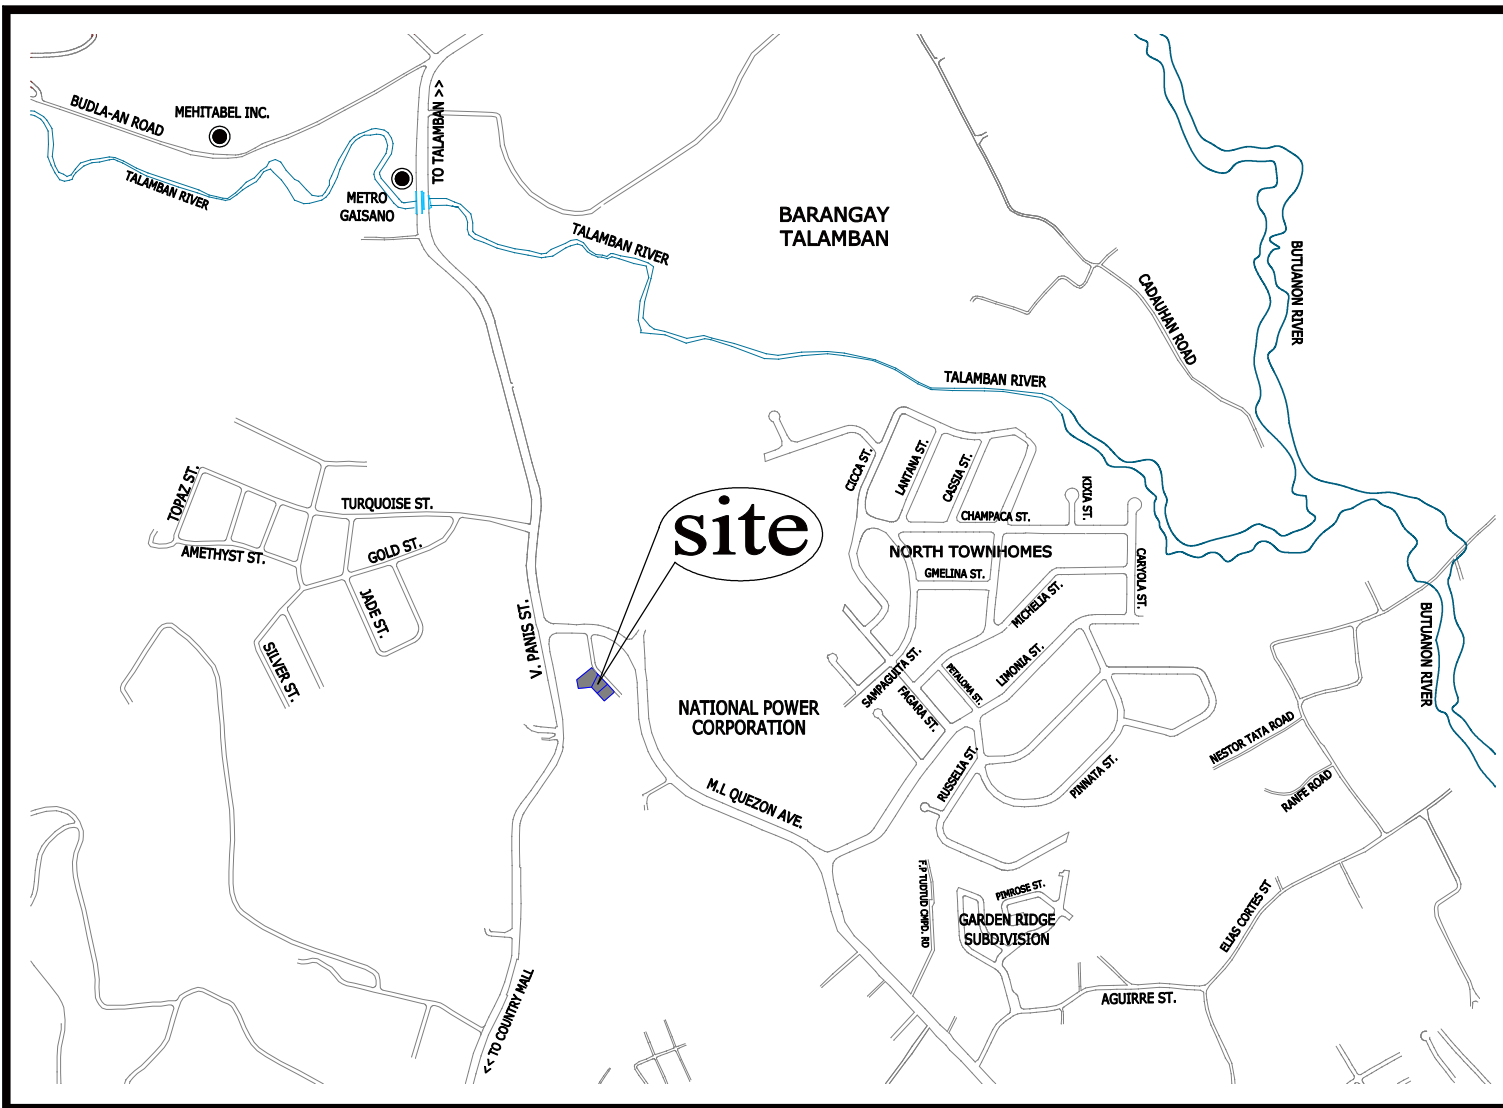 BUDLA-AN ROAD
MEHITABEL INC.
TO TALAMBAN >>
TALAMBAN RIVER
METRO
GAISANO
TALAMBAN RIVER
BARANGAY
TALAMBAN
BUTUANON RIVER
CADAUHAN ROAD
TALAMBAN RIVER
TOPAZ ST.
TURQUOISE ST.
AMETHYST ST.
GOLD ST.
JADE ST.
SILVER ST.
V. PANIS ST.
site
CICCA ST.
LANTANA ST.
CASSIA ST.
KIXIA ST.
CHAMPACA ST.
NORTH TOWNHOMES
GMELINA ST.
CARYOLA ST.
MICHELIA ST.
LIMONIA ST.
SAMPAGUITA ST.
PETALOMA ST.
FAGARA ST.
BUTUANON RIVER
NATIONAL POWER
CORPORATION
M.L QUEZON AVE.
RUSSELIA ST.
PINNATA ST.
NESTOR TATA ROAD
RANFE ROAD
F.P TUDTUD CMPD. RD
PIMROSE ST.
GARDEN RIDGE
SUBDIVISION
ELIAS CORTES ST
AGUIRRE ST.
<< TO COUNTRY MALL